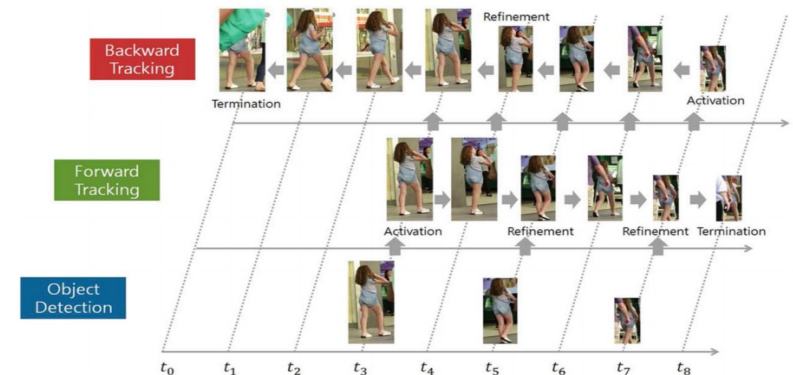 Refinement
Backward
Tracking
Termination
Activation
Forward
Tracking
Activation
Refinement
Refinement
Termination
Object
Detection
t0 t1 t2 t3 t4 t5 t6 t7 t8